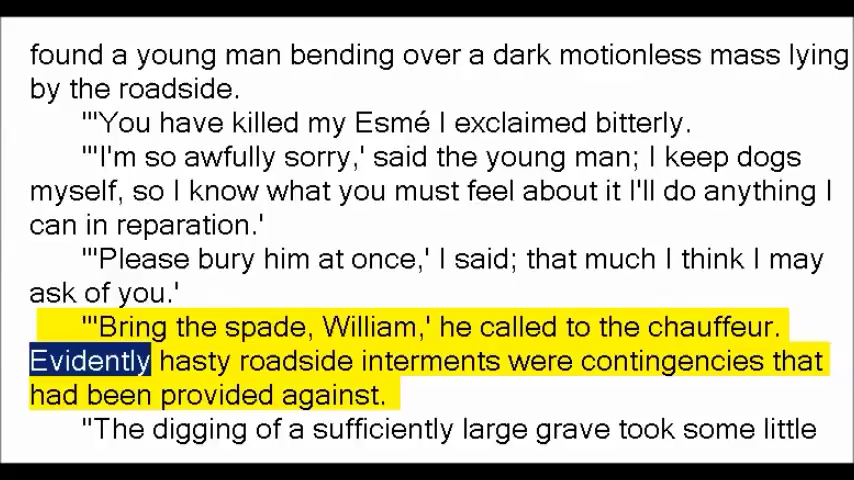 found a young man bending over a dark motionless mass lying
by the roadside.
"'You have killed my Esmé I exclaimed bitterly.
"'I'm so awfully sorry,' said the young man; I keep dogs
myself, so I know what you must feel about it I'll do anything I
can in reparation.'
"'Please bury him at once,' I said; that much I think I may
ask of you.'
"'Bring the spade, William,' he called to the chauffeur.
Evidently hasty roadside interments were contingencies that
had been provided against.
"The digging of a sufficiently large grave took some little